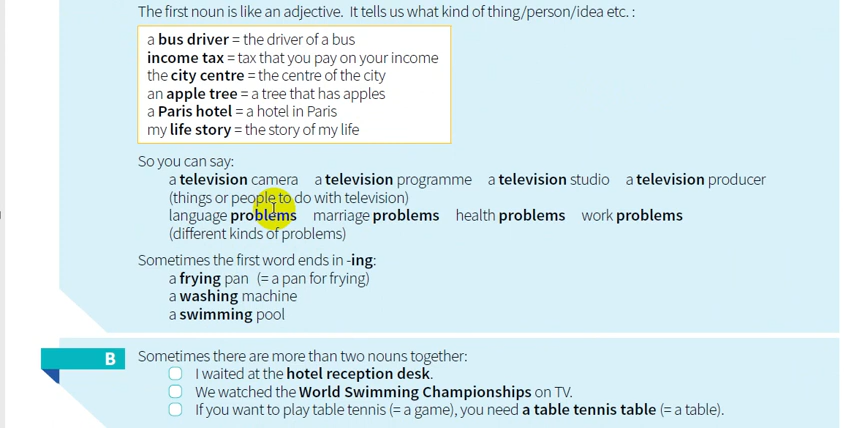 The first noun is like an adjective. It tells us what kind of thing/person/idea etc. :
a bus driver = the driver of a bus
income tax = tax that you pay on your income
the city centre = the centre of the city
an apple tree = a tree that has apples
a Paris hotel = a hotel in Paris
my life story = the story of my life
So you can say:
a television camera a television programme a television studio a television producer
(things or people to do with television)
language problems marriage problems health problems work problems
(different kinds of problems)
Sometimes the first word ends in -ing:
a frying pan (= a pan for frying)
a washing machine
a swimming pool
B
Sometimes there are more than two nouns together:
I waited at the hotel reception desk.
We watched the World Swimming Championships on TV.
If you want to play table tennis (= a game), you need a table tennis table (= a table).